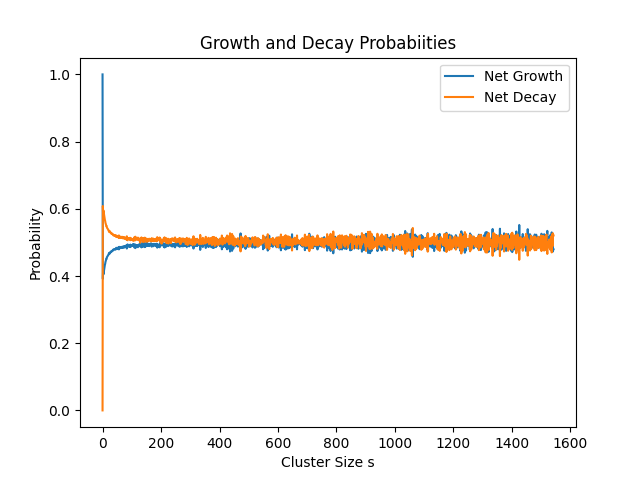 Growth and Decay Probabiities
Net Growth
Net Decay
1.0
0.8
0.6
0.4
0.2
0.0
Probability
0 200 400 600 800 1000 1200 1400 1600
Cluster Size s